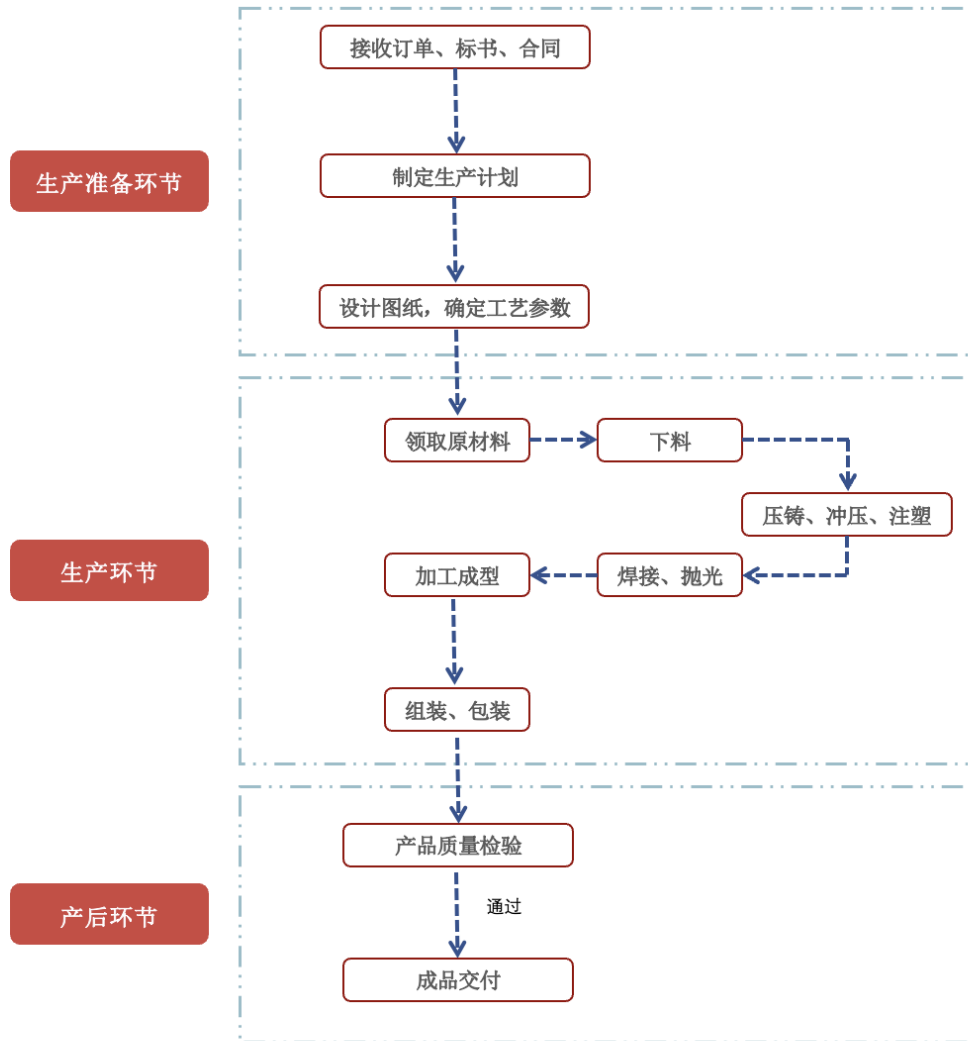 接收订单、标书、合同
制定生产计划
生产准备环节
设计图纸，确定工艺参数
领取原材料
下料
压铸、冲压、注塑
生产环节
加工成型
焊接、抛光
组装、包装
产品质量检验
通过
产后环节
成品交付